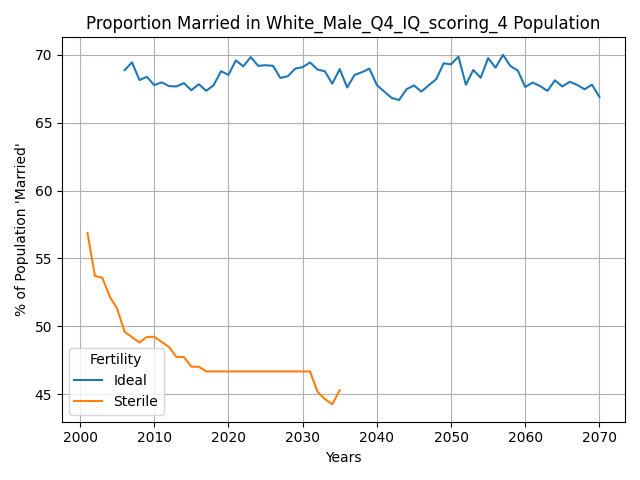 Proportion Married in White_Male_Q4_IQ_scoring_4 Population
% of Population 'Married'
70
65
60
55
50
45
Fertility
Ideal
Sterile
2000 2010 2020 2030 2040 2050 2060 2070
Years